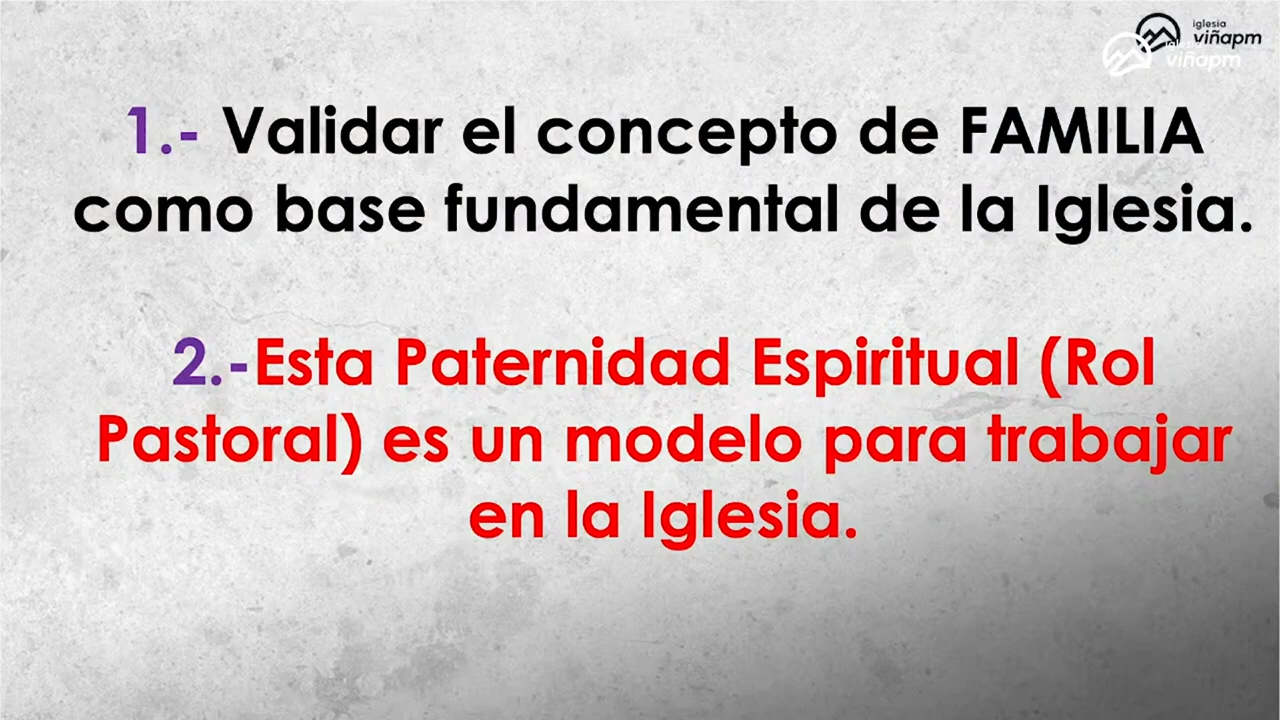 iglesia
viñapm
iglesia
viñapm
1.- Validar el concepto de FAMILIA
como base fundamental de la Iglesia.
2.-Esta Paternidad Espiritual (Rol
Pastoral) es un modelo para trabajar
en la Iglesia.